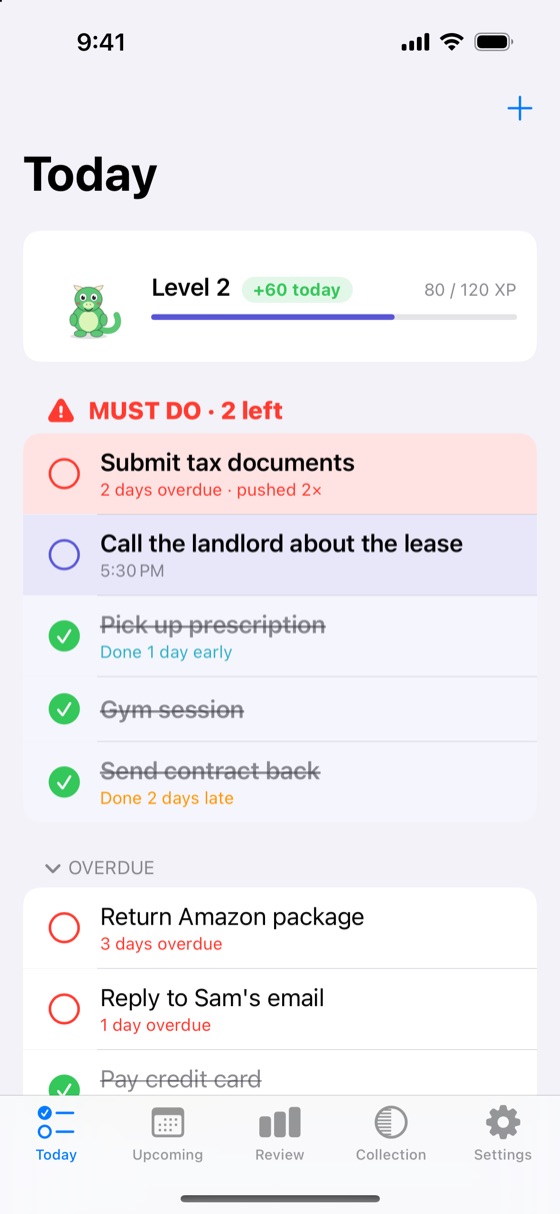 9:41
Today
Level 2 +60 today 80 / 120 XP
MUST DO · 2 left
Submit tax documents
2 days overdue · pushed 2×
Call the landlord about the lease
5:30 PM
Pick up prescription
Done 1 day early
Gym session
Send contract back
Done 2 days late
OVERDUE
Return Amazon package
3 days overdue
Reply to Sam's email
1 day overdue
Pay credit card
Today Upcoming Review Collection Settings